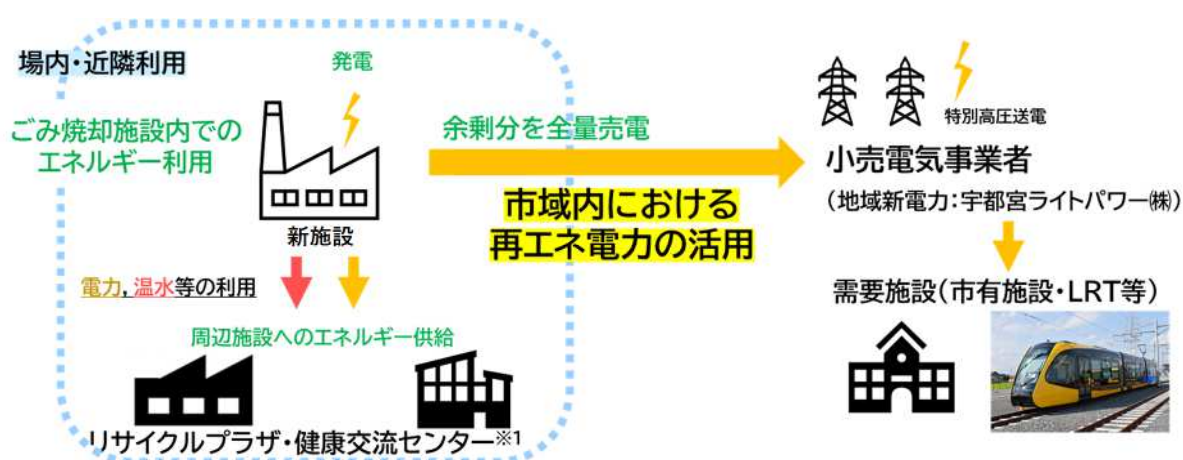 場内・近隣利用
発電
ごみ焼却施設内での
エネルギー利用
新施設
電力, 温水等の利用
周辺施設へのエネルギー供給
リサイクルプラザ・健康交流センター※1
余剰分を全量売電
市域内における
再エネ電力の活用
特別高圧送電
小売電気事業者
（地域新電力：宇都宮ライトパワー㈱）
需要施設（市有施設・LRT等）